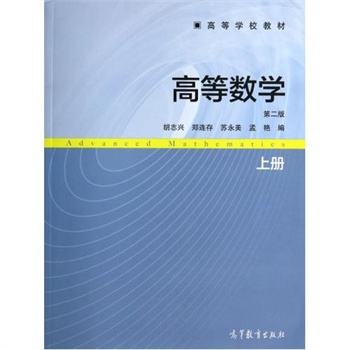 高等学校教材
高等数学
第二版
胡志兴 郑连存 苏永美 孟艳 编
Advanced Mathematics
上册
高等教育出版社